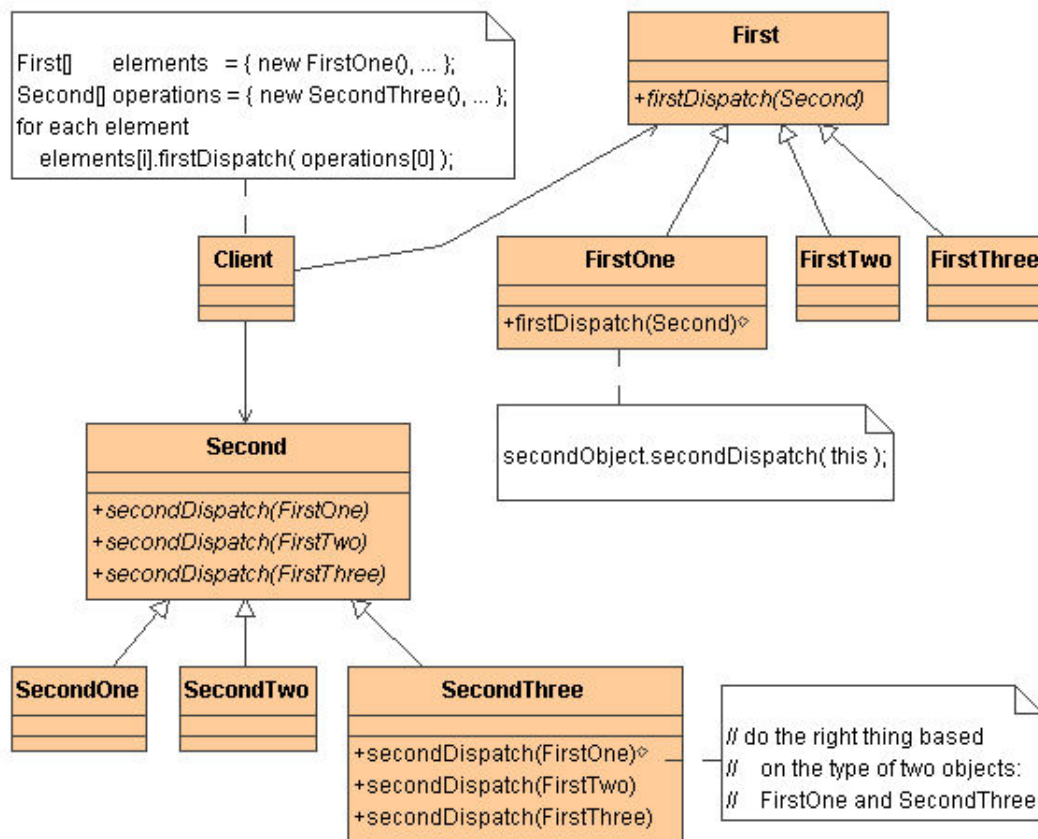 First[] elements = { new FirstOne(), ... };
Second[] operations = { new SecondThree(), ... };
for each element
elements[i].firstDispatch( operations[0] );
First
+firstDispatch(Second)
Client
FirstOne
+firstDispatch(Second)
FirstTwo
FirstThree
secondObject.secondDispatch( this );
Second
+secondDispatch(FirstOne)
+secondDispatch(FirstTwo)
+secondDispatch(FirstThree)
SecondOne
SecondTwo
SecondThree
+secondDispatch(FirstOne)
+secondDispatch(FirstTwo)
+secondDispatch(FirstThree)
// do the right thing based
// on the type of two objects:
// FirstOne and SecondThree